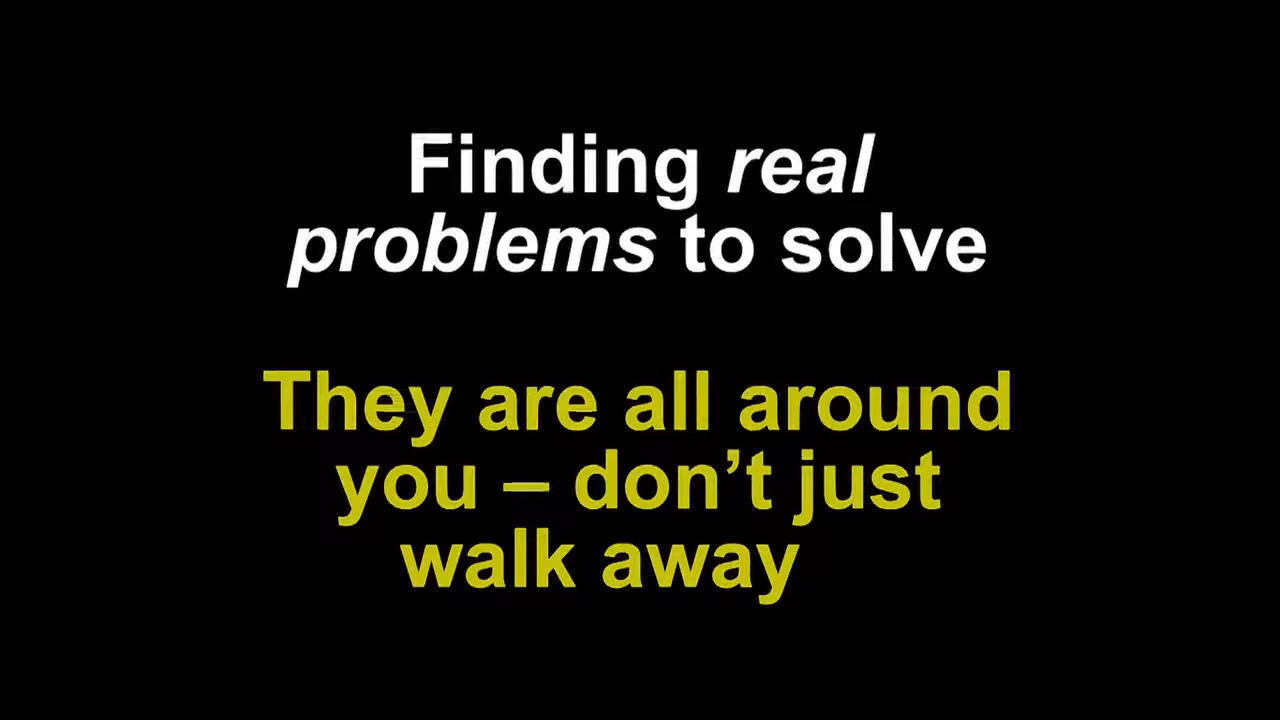 Finding real
problems to solve
They are all around
you – don’t just
walk away